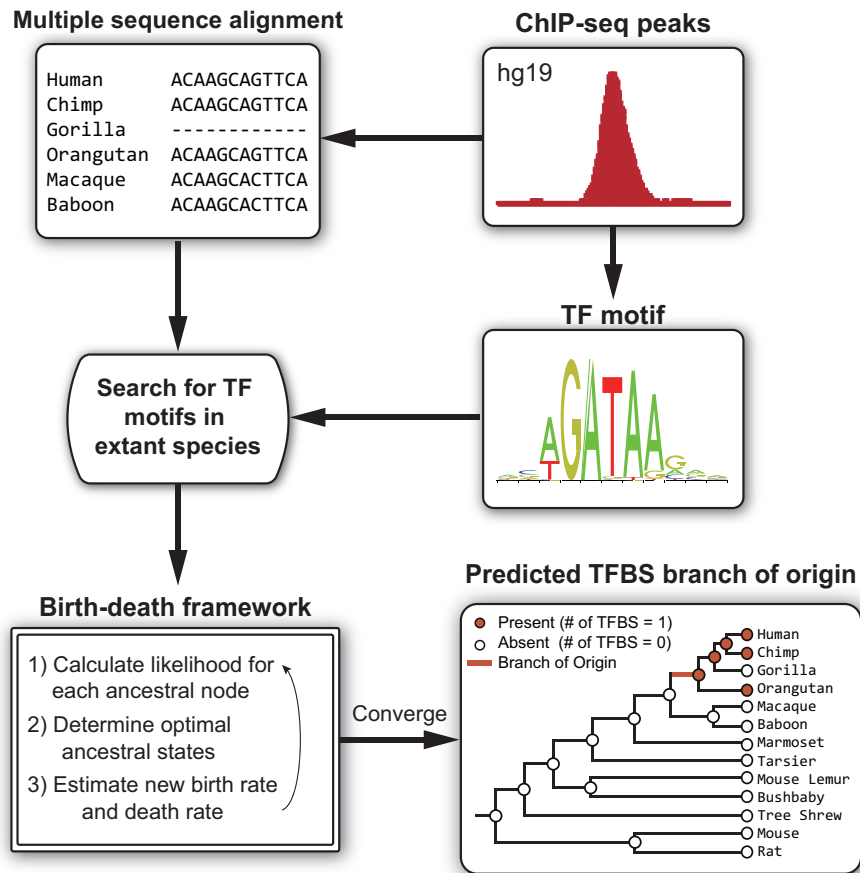 Multiple sequence alignment
Human ACAAGCAGTTCA
Chimp ACAAGCAGTTCA
Gorilla ------------
Orangutan ACAAGCAGTTCA
Macaque ACAAGCACTTCA
Baboon ACAAGCACTTCA
ChIP-seq peaks
hg19
TF motif
AGATAAG
T
Search for TF
motifs in
extant species
Birth-death framework
1) Calculate likelihood for
each ancestral node
2) Determine optimal
ancestral states
3) Estimate new birth rate
and death rate
Converge
Predicted TFBS branch of origin
Present (# of TFBS = 1)
Absent (# of TFBS = 0)
Branch of Origin
Human
Chimp
Gorilla
Orangutan
Macaque
Baboon
Marmoset
Tarsier
Mouse Lemur
Bushbaby
Tree Shrew
Mouse
Rat